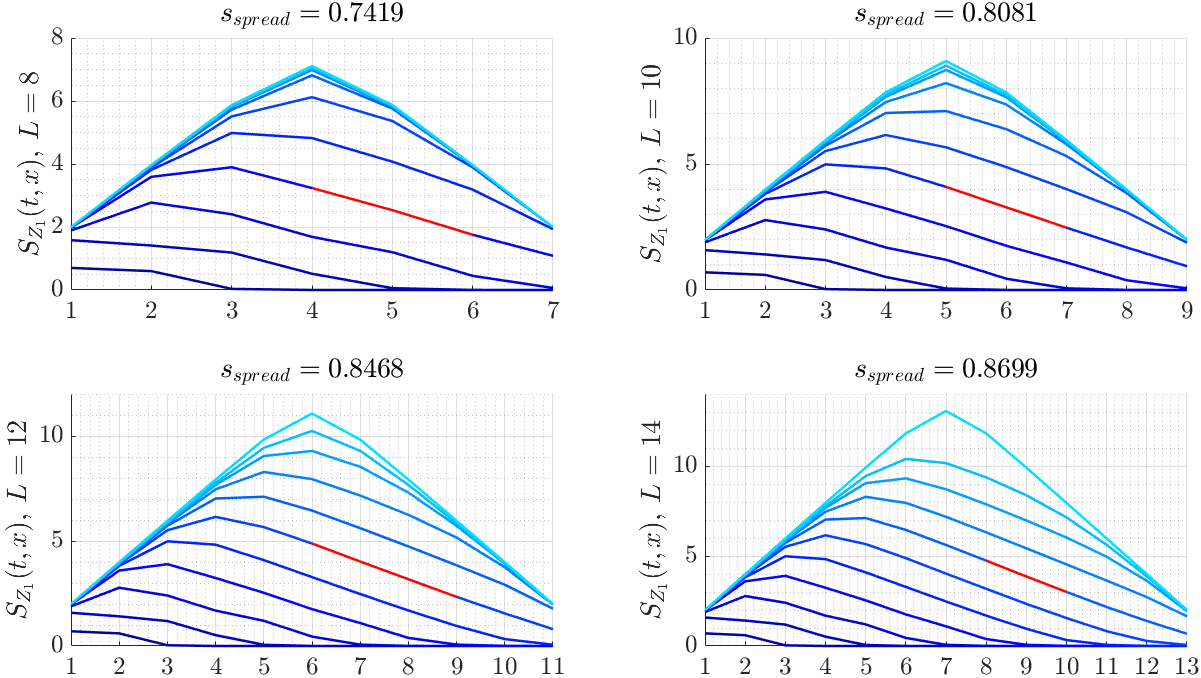 s_spread = 0.7419
S_{Z_1}(t, x), L = 8
8
6
4
2
0
1 2 3 4 5 6 7
s_spread = 0.8081
S_{Z_1}(t, x), L = 10
10
5
0
1 2 3 4 5 6 7 8 9
s_spread = 0.8468
S_{Z_1}(t, x), L = 12
10
5
0
1 2 3 4 5 6 7 8 9 10 11
s_spread = 0.8699
S_{Z_1}(t, x), L = 14
10
5
0
1 2 3 4 5 6 7 8 9 10 11 12 13